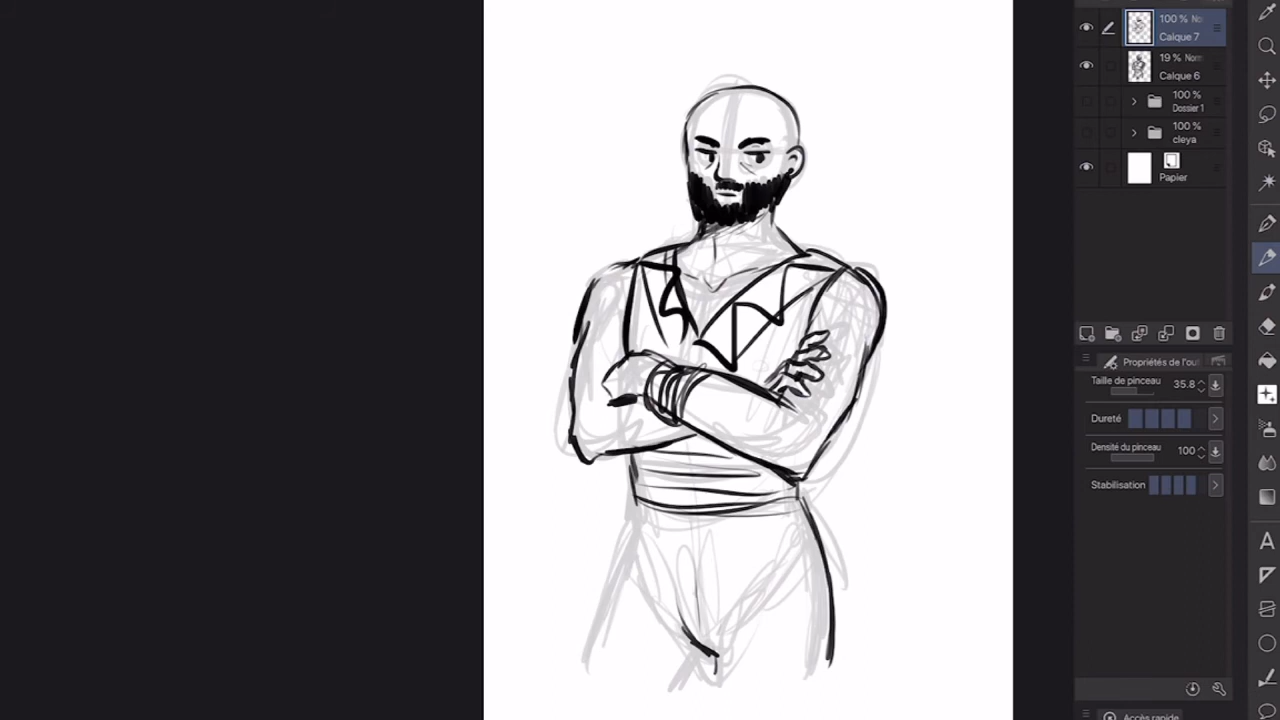 100 % No
Calque 7
19 % Norm
Calque 6
100 %
Dossier 1
100 %
cleya
Papier
Propriétés de l'out
Taille de pinceau 35.8
Dureté
Densité du pinceau 100
Stabilisation
A
Accès rapide